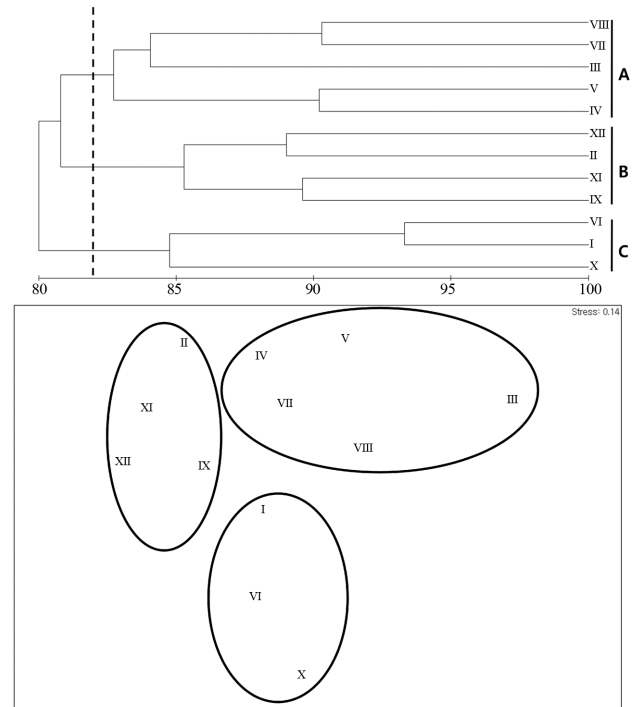 VIII
VII
III
A
V
IV
XII
II
B
XI
IX
VI
I
C
X
80 85 90 95 100
Stress: 0.14
II
V
IV
XI
VII
III
VIII
XII
IX
I
VI
X